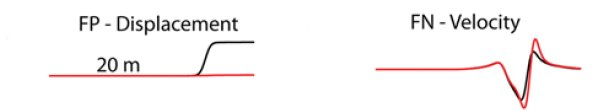 FP - Displacement
FN - Velocity
20 m